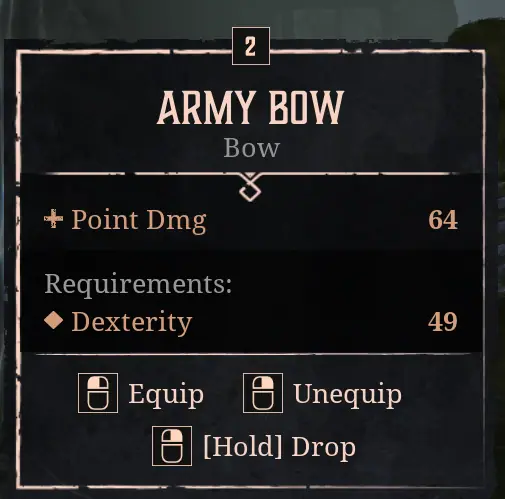 2
ARMY BOW
Bow
Point Dmg 64
Requirements:
Dexterity 49
Equip Unequip
[Hold] Drop